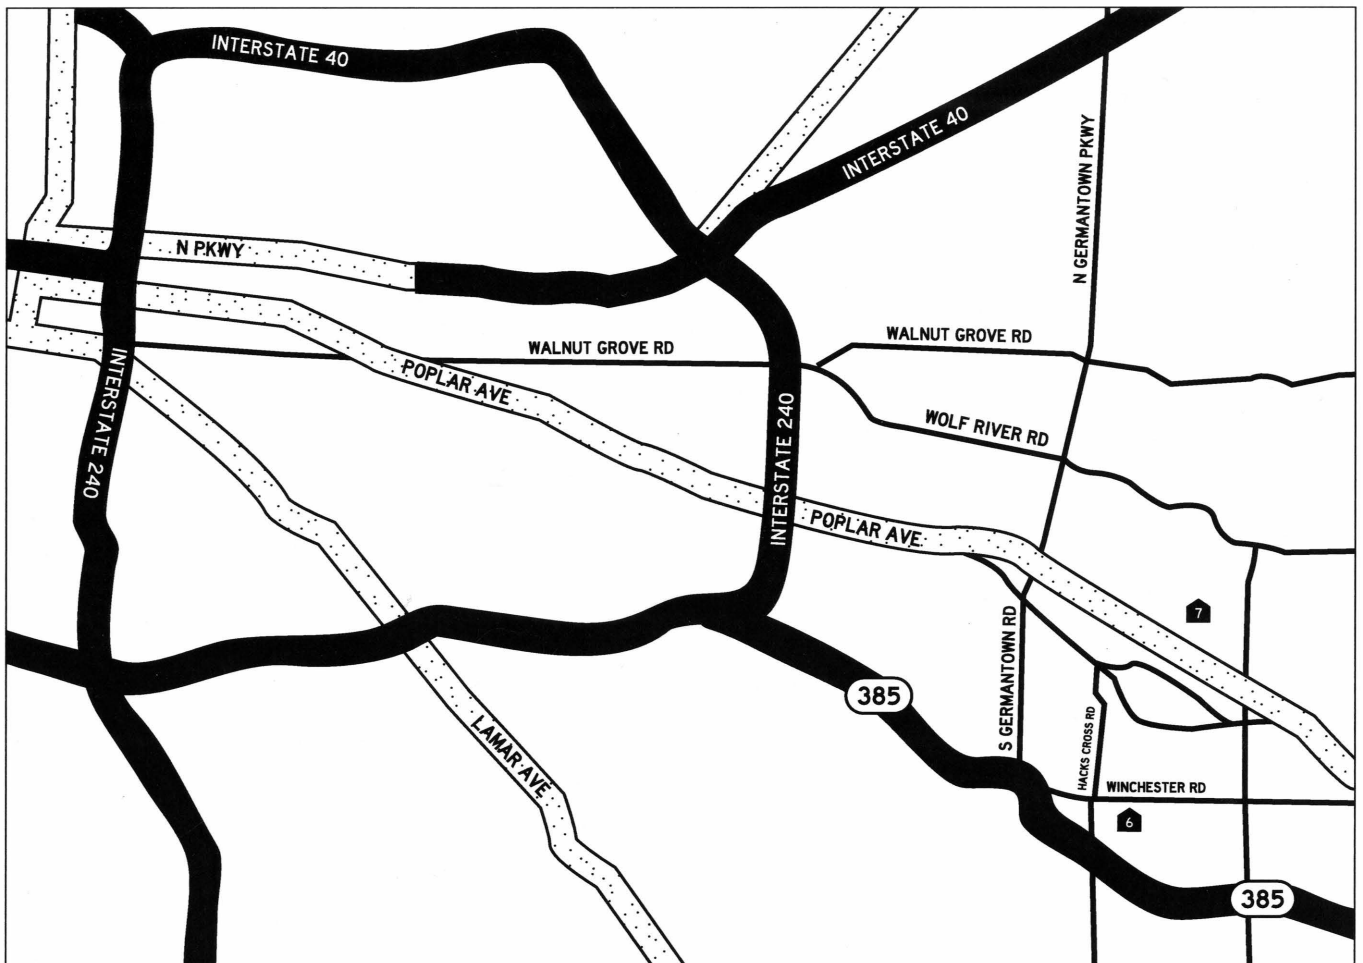 INTERSTATE 40
INTERSTATE 40
N GERMANTOWN PKWY
N PKWY
WALNUT GROVE RD
WALNUT GROVE RD
POPLAR AVE
INTERSTATE 240
INTERSTATE 240
WOLF RIVER RD
POPLAR AVE
7
S GERMANTOWN RD
385
HACKS CROSS RD
LAMAR AVE
WINCHESTER RD
6
385